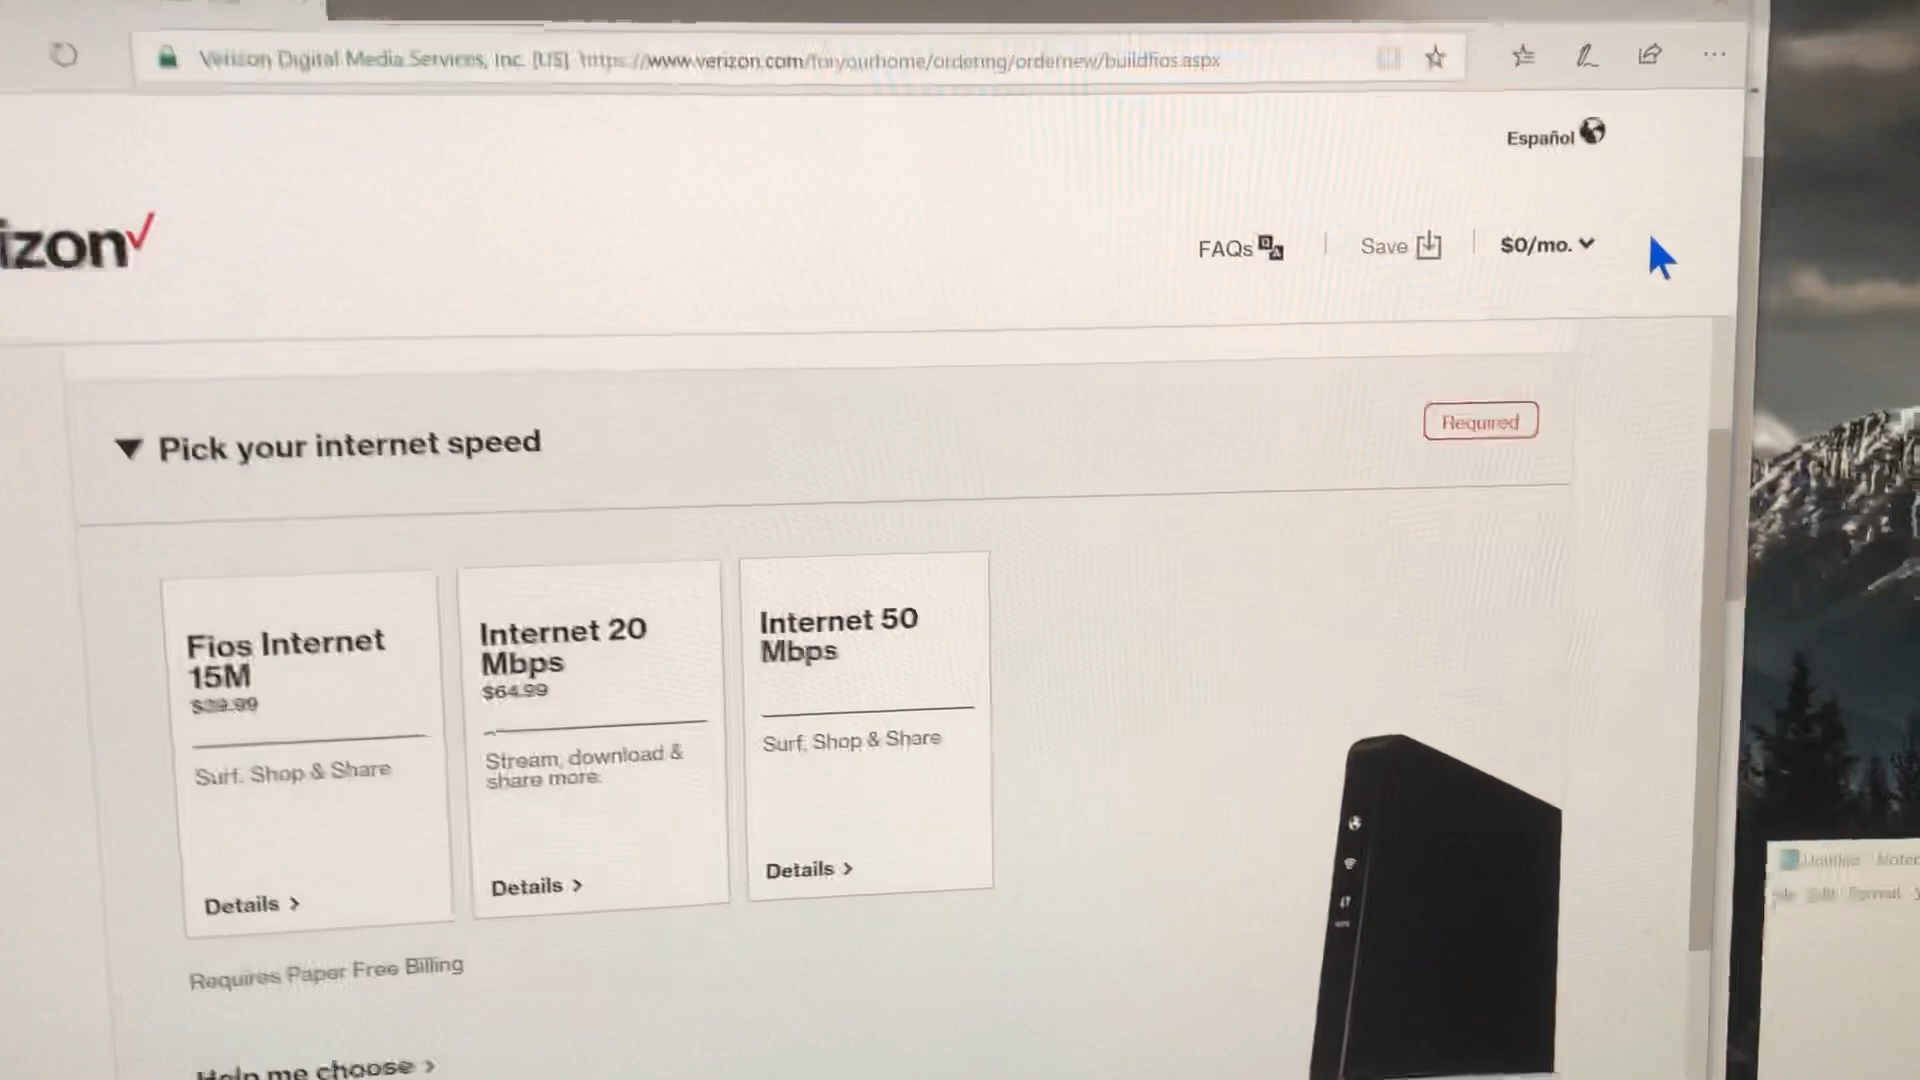 Verizon Digital Media Services, Inc. [US] https://www.verizon.com/foryourhome/ordering/ordernew/buildfios.aspx
Español
izon
FAQs Save $0/mo.
Pick your internet speed
Required
Fios Internet
15M
$39.99
Surf, Shop & Share
Details >
Internet 20
Mbps
$64.99
Stream, download &
share more.
Details >
Internet 50
Mbps
Surf, Shop & Share
Details >
Requires Paper Free Billing
Help me choose >
Untitled
Edit Format